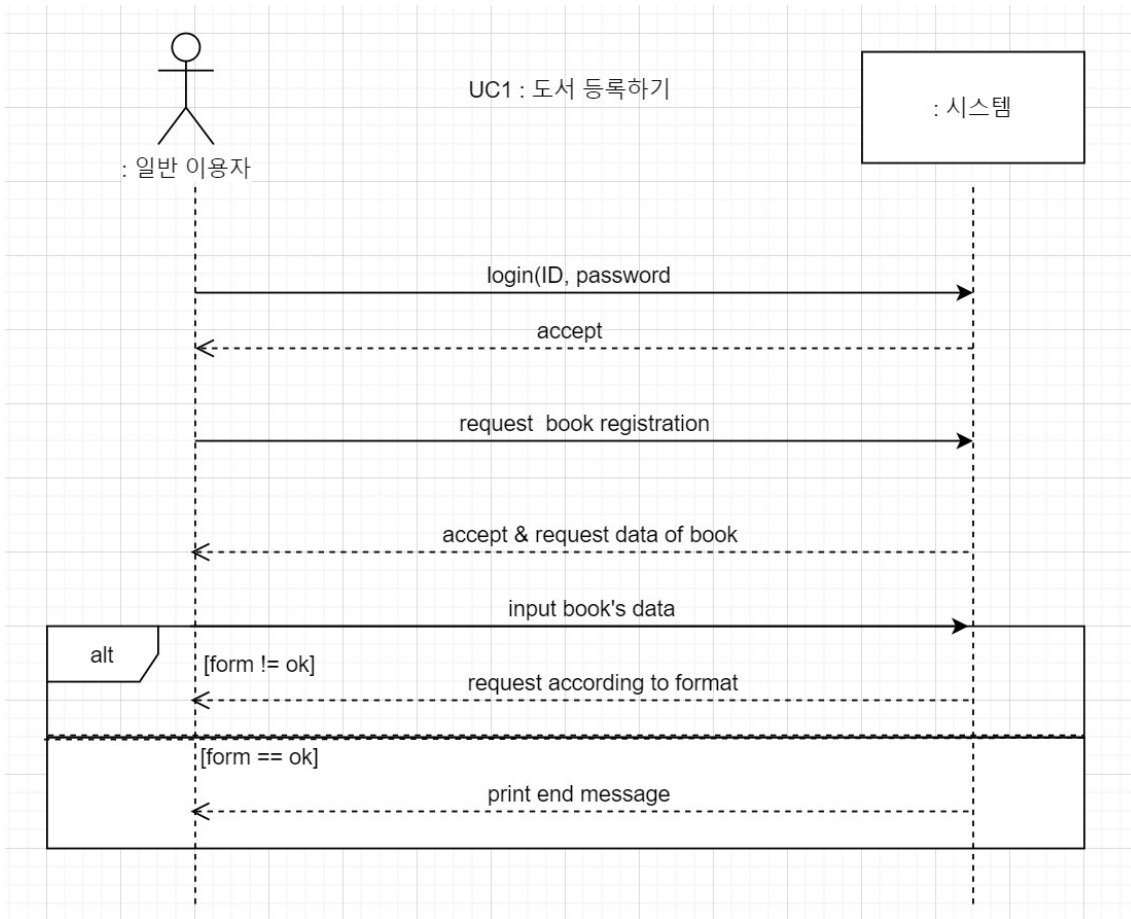 UC1 : 도서 등록하기
: 시스템
: 일반 이용자
login(ID, password
accept
request  book registration
accept & request data of book
input book's data
alt
[form != ok]
request according to format
[form == ok]
print end message